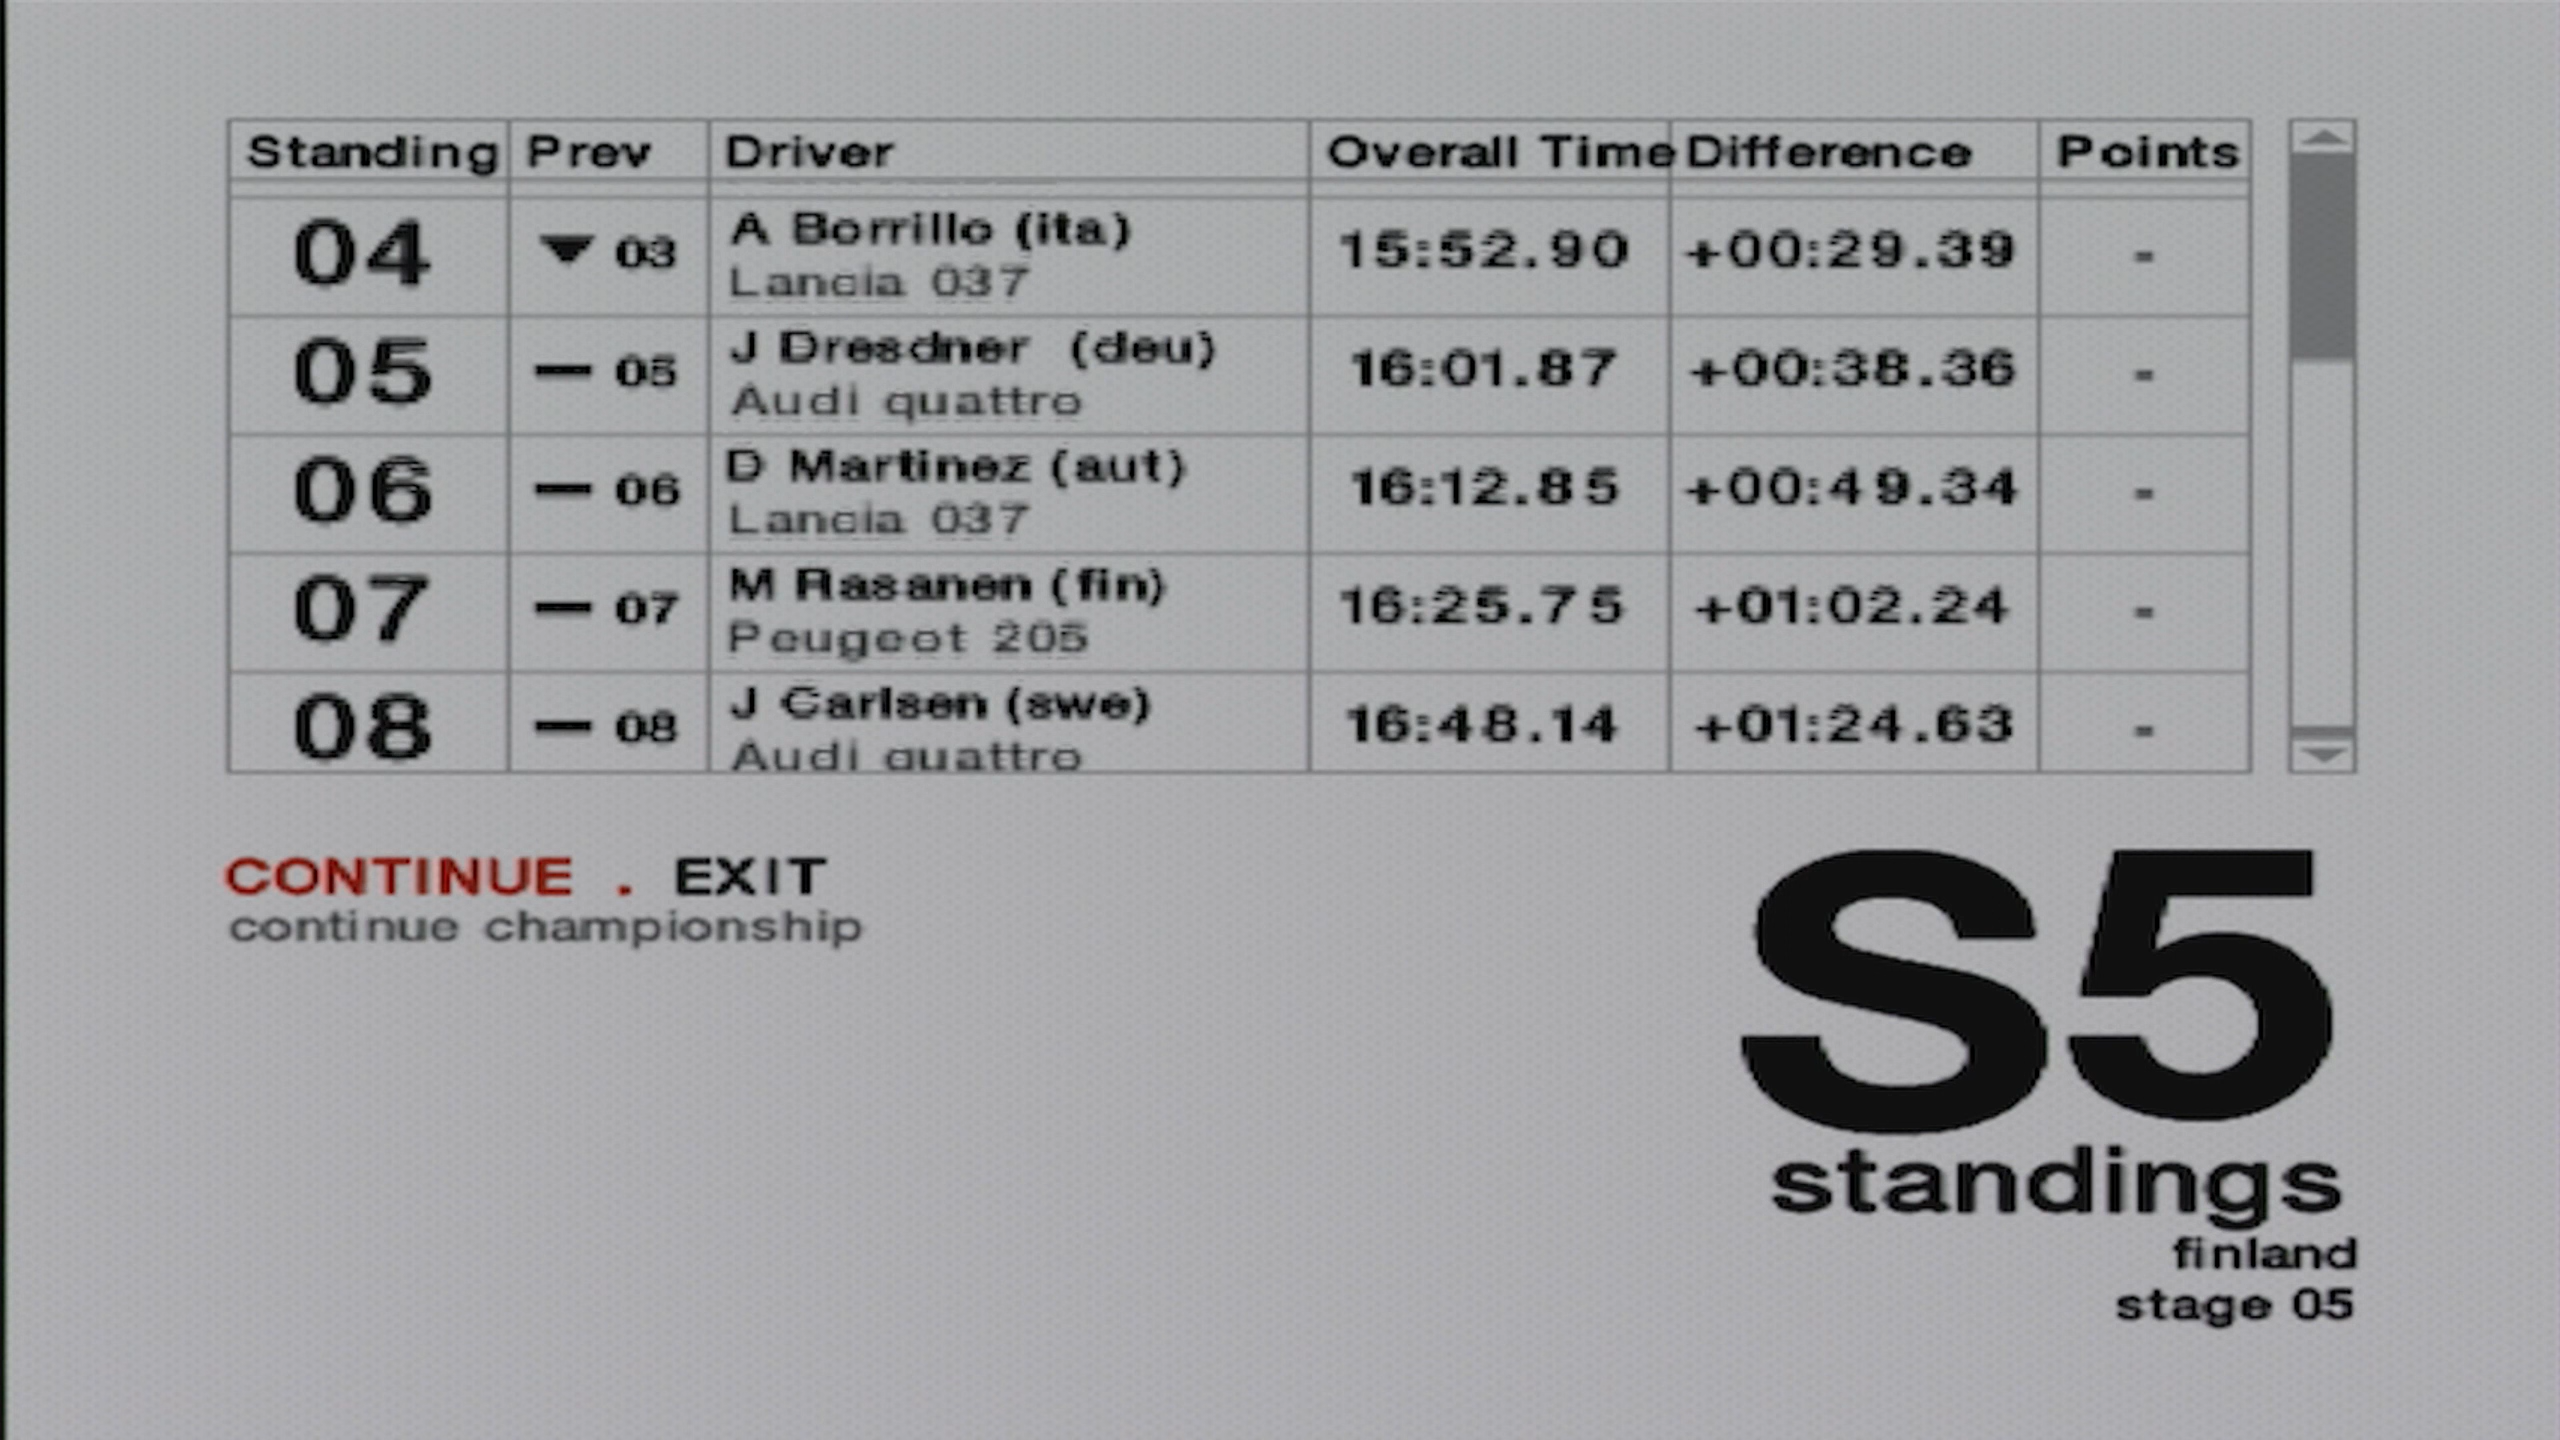 Standing Prev Driver Overall Time Difference Points
04 03 A Borrillo (ita) 15:52.90 +00:29.39 -
Lancia 037
05 05 J Dresdner (deu) 16:01.87 +00:38.36 -
Audi quattro
06 06 D Martinez (aut) 16:12.85 +00:49.34 -
Lancia 037
07 07 M Rasanen (fin) 16:25.75 +01:02.24 -
Peugeot 205
08 08 J Carlsen (swe) 16:48.14 +01:24.63 -
Audi quattro
CONTINUE . EXIT
continue championship
S5
standings
finland
stage 05